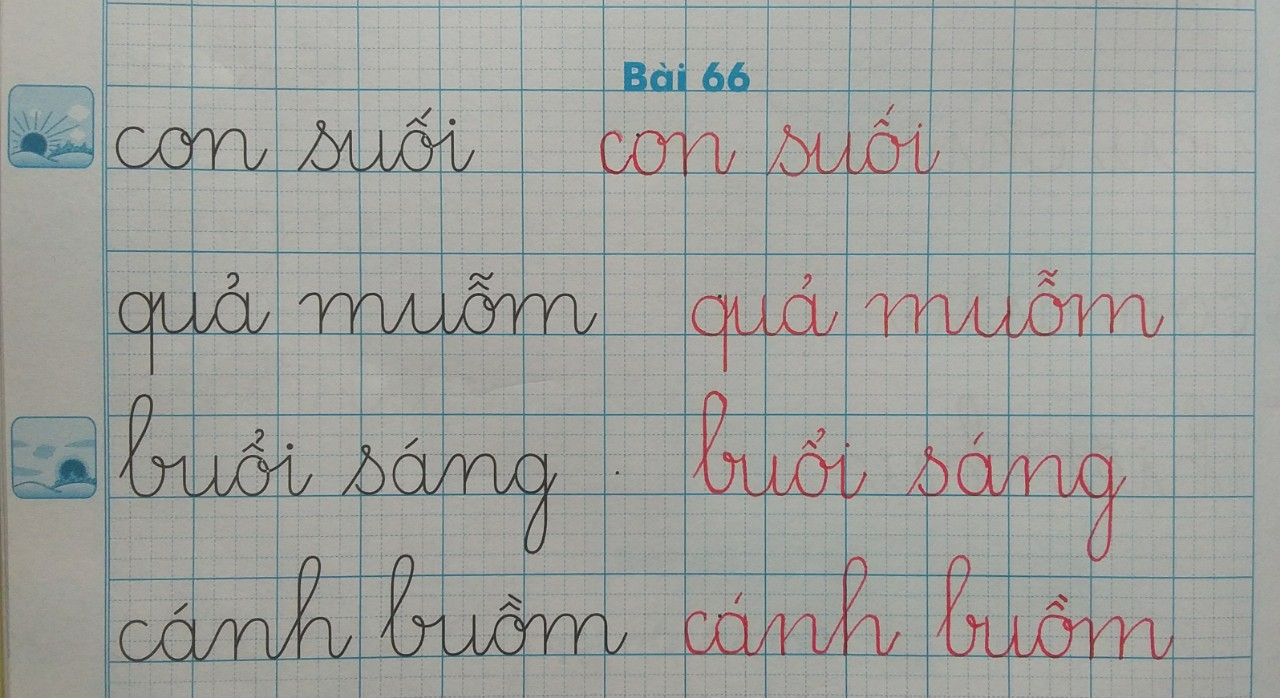 Bài 66
con suối con suối
quả muỗm quả muỗm
buổi sáng buổi sáng
cánh buồm cánh buồm